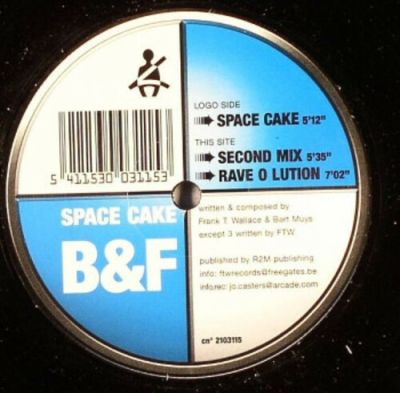 LOGO SIDE
SPACE CAKE 5'12"
THIS SITE
SECOND MIX 5'35"
RAVE O LUTION 7'02"
5 411530 031153
SPACE CAKE
B&F
written & composed by
Frank T. Wallace & Bart Muys
except 3 written by FTW
published by R2M publishing
info: ftwrecords@freegates.be
info.rec: jo.casters@arcade.com
cn° 2103115